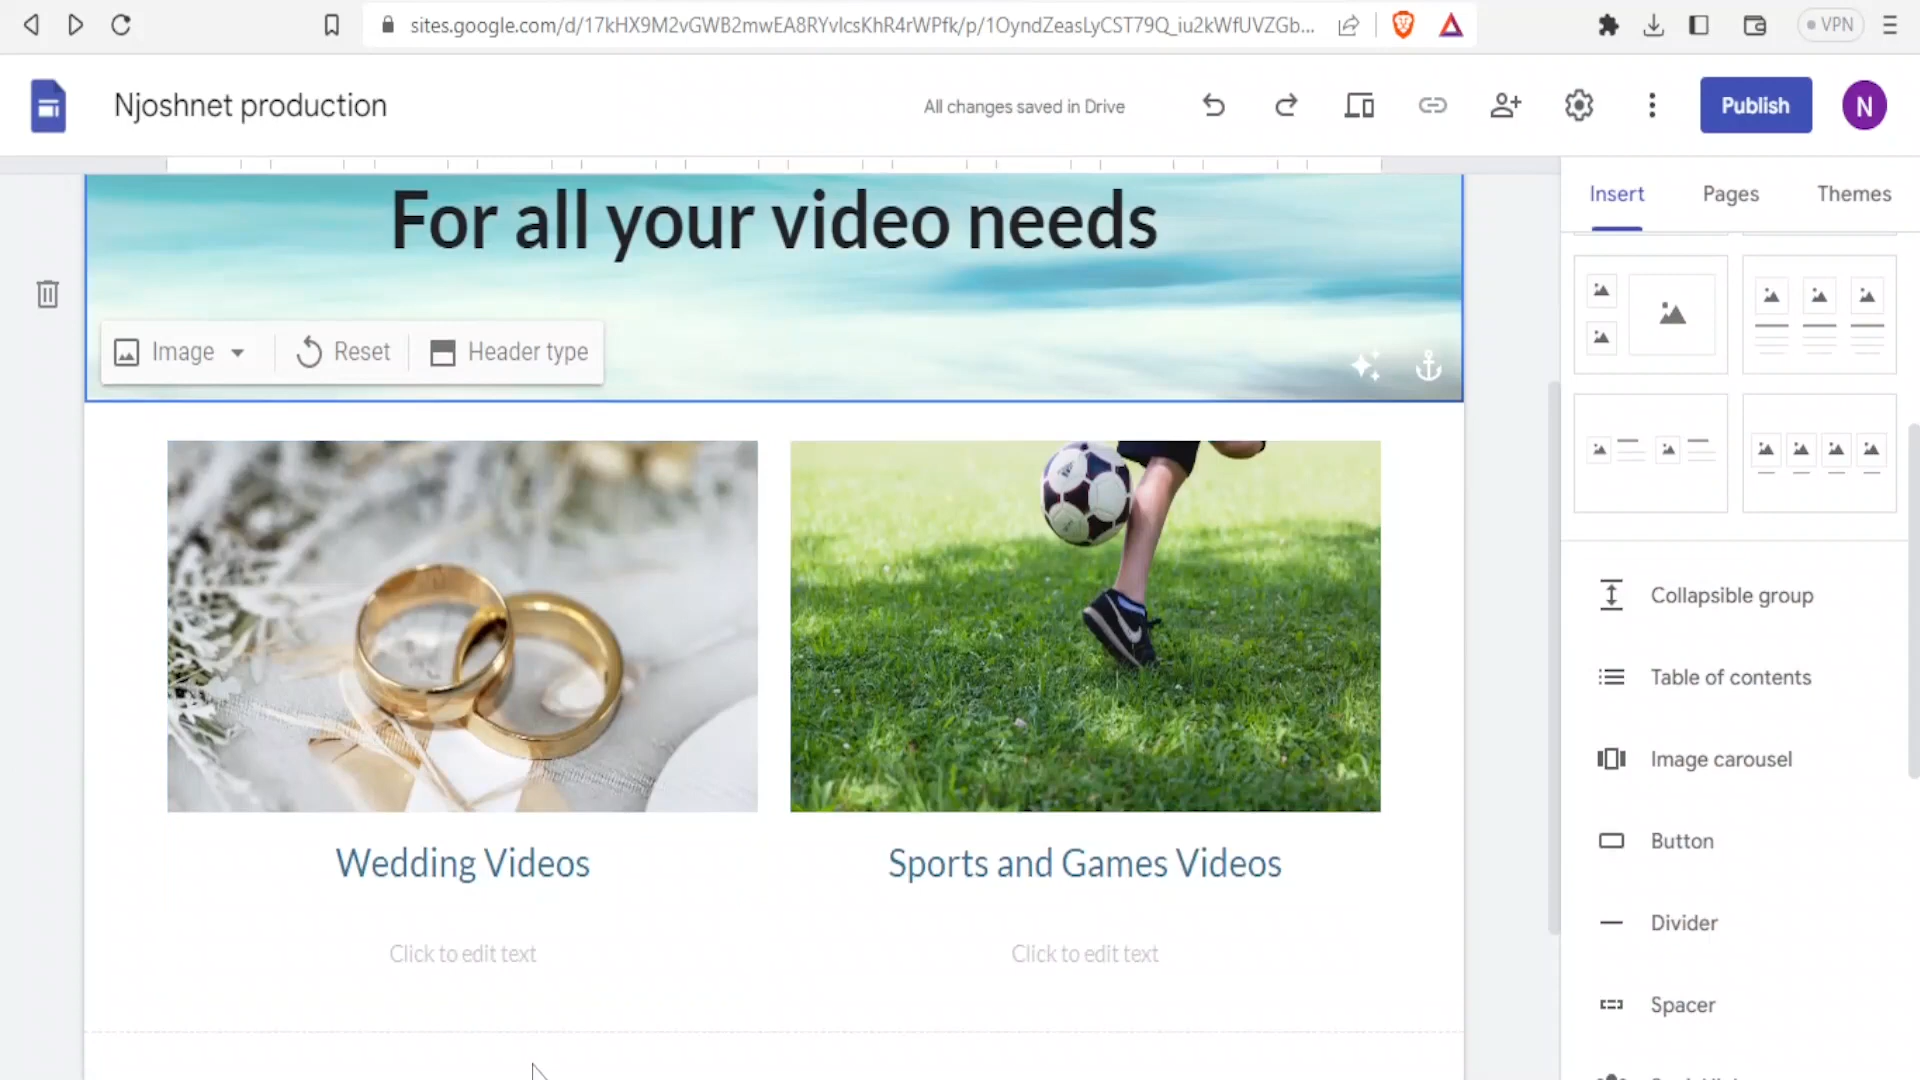 sites.google.com/d/17kHX9M2vGWB2mwEA8RYvIcsKhR4rWPfk/p/1OyndZeasLyCST79Q_iu2kWfUVZGb...
VPN
Njoshnet production
All changes saved in Drive
Publish
N
Insert
Pages
Themes
For all your video needs
Image
Reset
Header type
Wedding Videos
Sports and Games Videos
Click to edit text
Click to edit text
Collapsible group
Table of contents
Image carousel
Button
Divider
Spacer